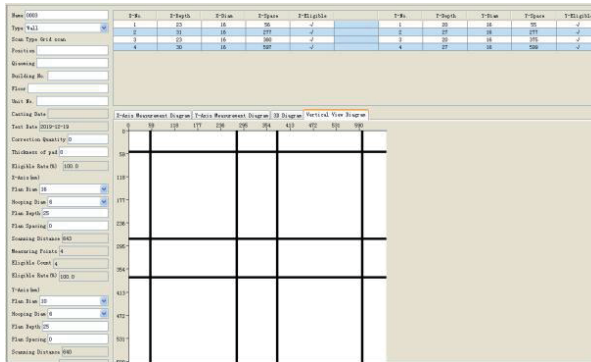 Name 0003
Type Wall
Scan Type Grid scan
Position
Qiaowing
Building No.
Floor
Unit No.
Casting Date
Test Date 2019-12-19
Correction Quantity 0
Thickness of pad 0
Eligible Rate(%) 100.0
X-Axis(mm)
Plan Diam 16
Hooping Diam 6
Plan Depth 25
Plan Spacing 0
Scanning Distance 643
Measuring Points 4
Eligible Count 4
Eligible Rate(%) 100.0
Y-Axis(mm)
Plan Diam 10
Hooping Diam 6
Plan Depth 25
Plan Spacing 0
Scanning Distance 640
X-No. X-Depth X-Diam X-Space X-Eligible Y-No. Y-Depth Y-Diam Y-Space Y-Eligible
1 23 16 56 √ 1 20 16 55 √
2 31 16 277 √ 2 27 16 277 √
3 23 16 380 √ 3 20 16 375 √
4 30 16 597 √ 4 27 16 599 √
X-Axis Measurement Diagram Y-Axis Measurement Diagram 3D Diagram Vertical View Diagram
0 59 118 177 236 295 354 413 472 531 590
0
59
118
177
236
295
354
413
472
531